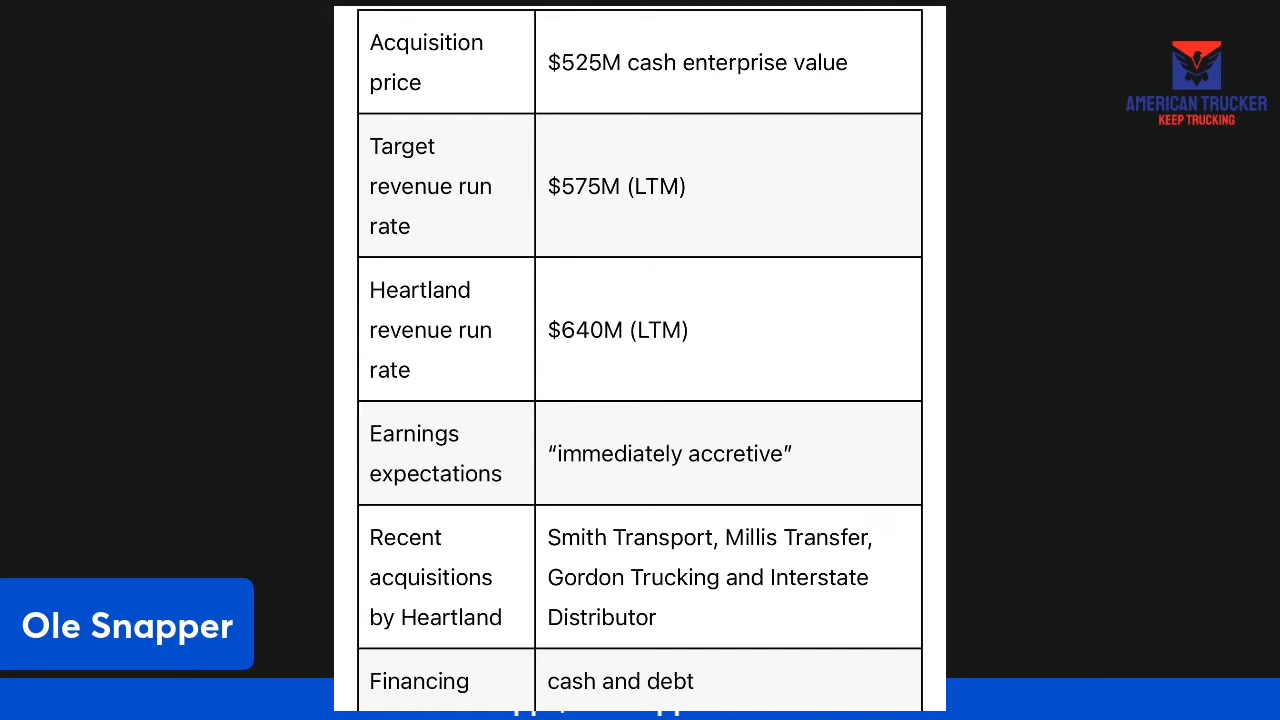 Acquisition
price
$525M cash enterprise value
Target
revenue run
rate
$575M (LTM)
Heartland
revenue run
rate
$640M (LTM)
Earnings
expectations
“immediately accretive”
Recent
acquisitions
by Heartland
Smith Transport, Millis Transfer,
Gordon Trucking and Interstate
Distributor
Financing
cash and debt
AMERICAN TRUCKER
KEEP TRUCKING
Ole Snapper